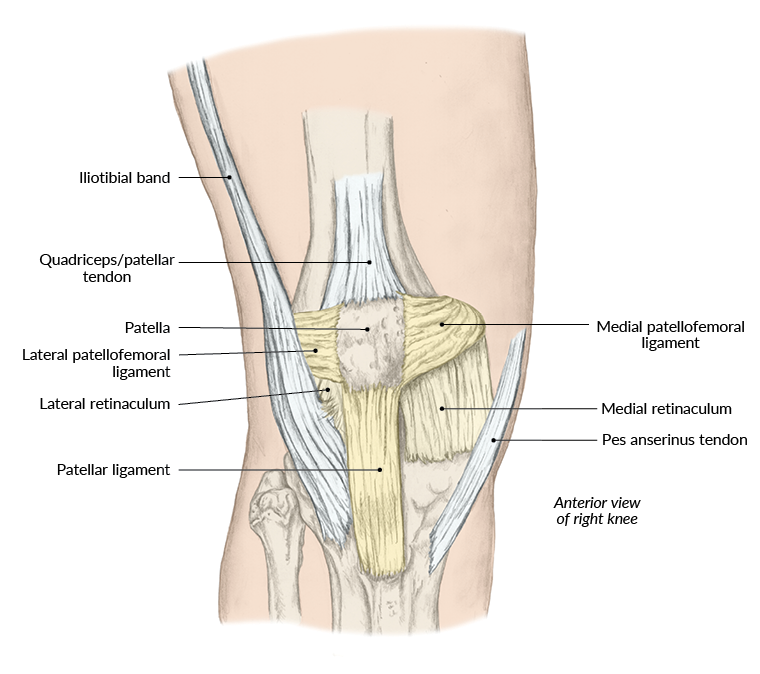 Iliotibial band
Quadriceps/patellar
tendon
Patella
Lateral patellofemoral
ligament
Lateral retinaculum
Patellar ligament
Medial patellofemoral
ligament
Medial retinaculum
Pes anserinus tendon
Anterior view
of right knee